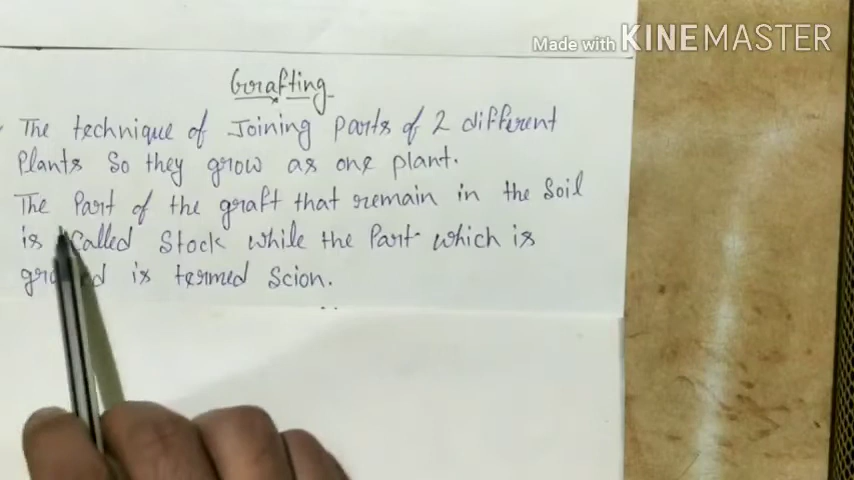 Made with KINEMASTER
Grafting
The technique of Joining parts of 2 different
Plants So they grow as one plant.
The Part of the graft that remain in the Soil
is Called Stock while the Part which is
is termed Scion.